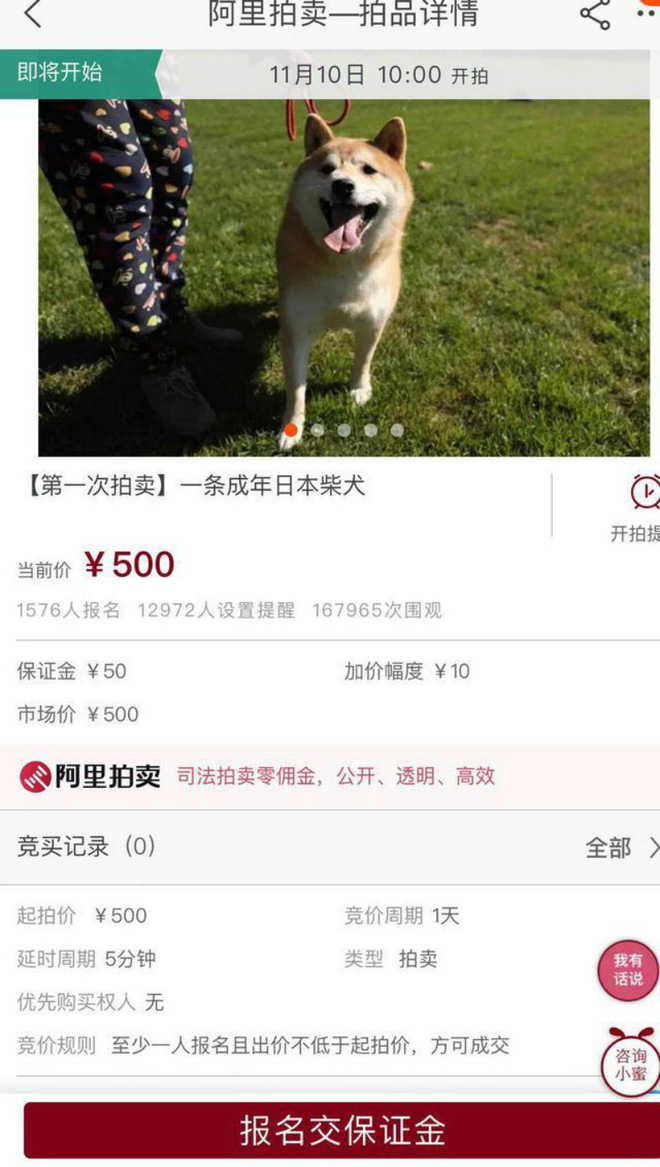 阿里拍卖—拍品详情
即将开始
11月10日 10:00 开拍
【第一次拍卖】一条成年日本柴犬
开拍提
当前价 ¥500
1576人报名 12972人设置提醒 167965次围观
保证金 ¥50 加价幅度 ¥10
市场价 ¥500
阿里拍卖 司法拍卖零佣金，公开、透明、高效
竞买记录 (0) 全部
起拍价 ¥500 竞价周期 1天
延时周期 5分钟 类型 拍卖
我有
话说
优先购买权人 无
竞价规则 至少一人报名且出价不低于起拍价，方可成交
咨询
小蜜
报名交保证金